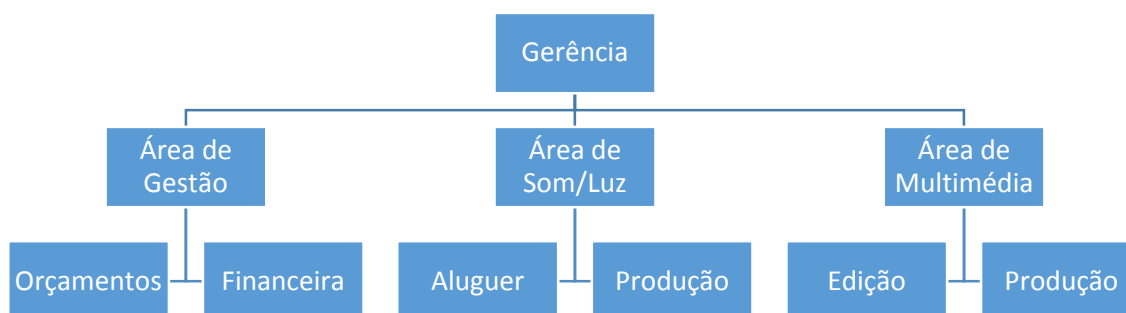 Gerência
Área de
Gestão
Área de
Som/Luz
Área de
Multimédia
Orçamentos
Financeira
Aluguer
Produção
Edição
Produção